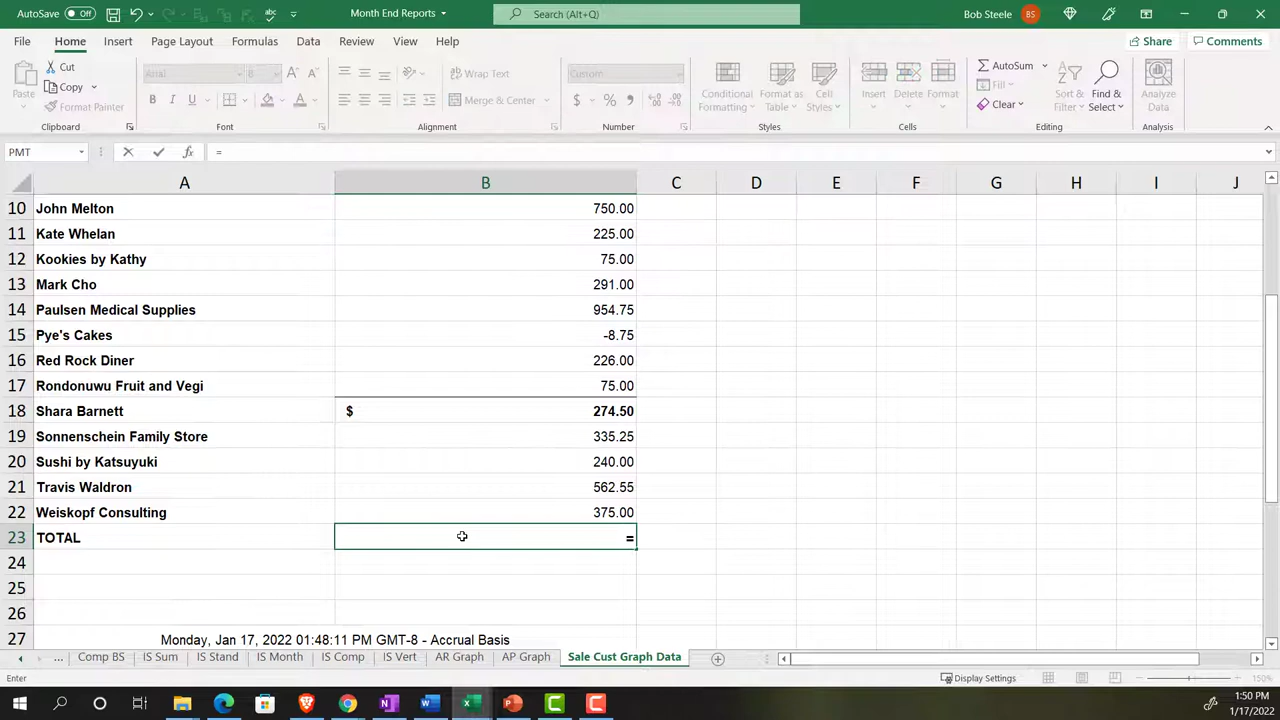 AutoSave Off Month End Reports Search (Alt+Q) Bob Steele BS
File Home Insert Page Layout Formulas Data Review View Help Share Comments
Paste Cut Copy Format Painter Clipboard
Arial 8 B I U Font
Wrap Text Merge & Center Alignment
Custom $ % , Number
Conditional Formatting Format as Table Cell Styles Styles
Insert Delete Format Cells
AutoSum Fill Clear Sort & Filter Find & Select Editing
Analyze Data Analysis
PMT fx =
A B C D E F G H I J
10 John Melton 750.00
11 Kate Whelan 225.00
12 Kookies by Kathy 75.00
13 Mark Cho 291.00
14 Paulsen Medical Supplies 954.75
15 Pye's Cakes -8.75
16 Red Rock Diner 226.00
17 Rondonuwu Fruit and Vegi 75.00
18 Shara Barnett $ 274.50
19 Sonnenschein Family Store 335.25
20 Sushi by Katsuyuki 240.00
21 Travis Waldron 562.55
22 Weiskopf Consulting 375.00
23 TOTAL =
24
25
26
27 Monday, Jan 17, 2022 01:48:11 PM GMT-8 - Accrual Basis
... Comp BS IS Sum IS Stand IS Month IS Comp IS Vert AR Graph AP Graph Sale Cust Graph Data
Enter Display Settings 150%
1:50 PM
1/17/2022